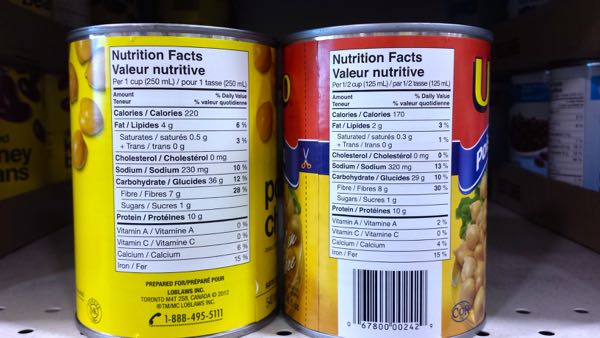 Nutrition Facts
Valeur nutritive
Per 1 cup (250 mL) / pour 1 tasse (250 mL)
Amount % Daily Value
Teneur % valeur quotidienne
Calories / Calories 220
Fat / Lipides 4 g 6 %
Saturates / saturés 0.5 g
+ Trans / trans 0 g 3 %
Cholesterol / Cholestérol 0 mg
Sodium / Sodium 230 mg 10 %
Carbohydrate / Glucides 36 g 12 %
Fibre / Fibres 7 g 28 %
Sugars / Sucres 1 g
Protein / Protéines 10 g
Vitamin A / Vitamine A 0 %
Vitamin C / Vitamine C 0 %
Calcium / Calcium 6 %
Iron / Fer 15 %
PREPARED FOR/PRÉPARÉ POUR
LOBLAWS INC.
TORONTO M4T 2S8, CANADA © 2012
®TM/MC LOBLAWS INC.
1-888-495-5111
Nutrition Facts
Valeur nutritive
Per 1/2 cup (125 mL) / par 1/2 tasse (125 mL)
Amount % Daily Value
Teneur % valeur quotidienne
Calories / Calories 170
Fat / Lipides 2 g 3 %
Saturates / saturés 0.3 g
+ Trans / trans 0 g 1 %
Cholesterol / Cholestérol 0 mg 0 %
Sodium / Sodium 320 mg 13 %
Carbohydrate / Glucides 29 g 10 %
Fibre / Fibres 8 g 30 %
Sugars / Sucres 1 g
Protein / Protéines 10 g
Vitamin A / Vitamine A 2 %
Vitamin C / Vitamine C 0 %
Calcium / Calcium 4 %
Iron / Fer 15 %
0 67800 00242 9
COR